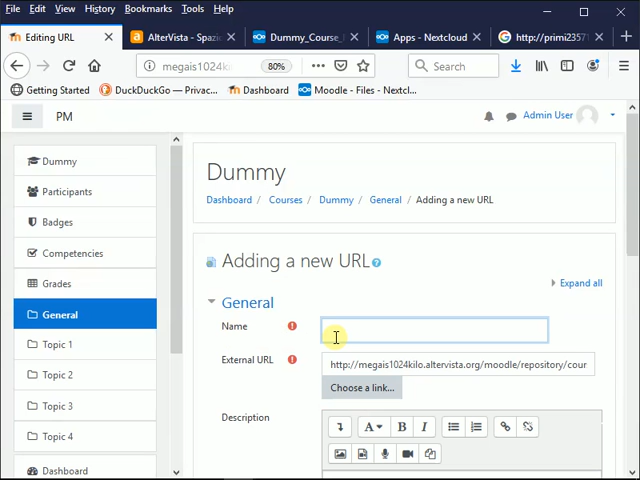 File Edit View History Bookmarks Tools Help
Editing URL
AlterVista - Spazi
Dummy_Course_
Apps - Nextcloud
http://primi2357
megais1024k
80%
Search
Getting Started
DuckDuckGo — Privac...
Dashboard
Moodle - Files - Nextcl...
PM
Admin User
Dummy
Participants
Badges
Competencies
Grades
General
Topic 1
Topic 2
Topic 3
Topic 4
Dashboard
Dummy
Dashboard / Courses / Dummy / General / Adding a new URL
Adding a new URL
Expand all
General
Name
External URL
http://megais1024kilo.altervista.org/moodle/repository/cour
Choose a link...
Description
A B I